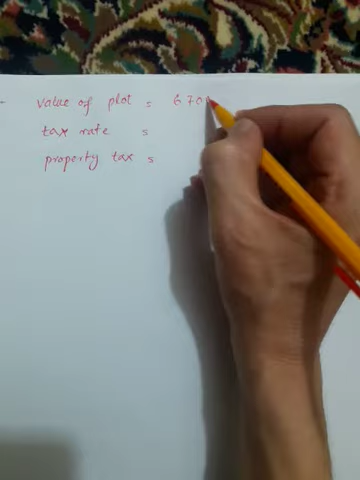 value of plot = 670
tax rate =
property tax =